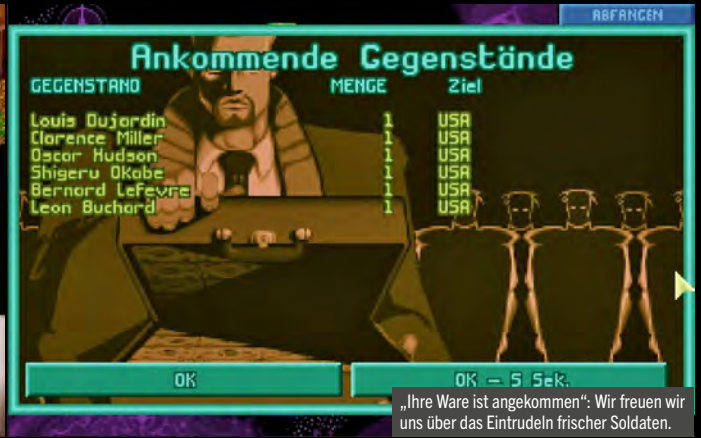 ABFANGEN
Ankommende Gegenstände
GEGENSTAND MENGE Ziel
Louis Dujardin 1 USA
Clarence Miller 1 USA
Oscar Hudson 1 USA
Shigeru Okabe 1 USA
Bernard Lefevre 1 USA
Leon Buchard 1 USA
OK OK – 5 Sek.
„Ihre Ware ist angekommen“: Wir freuen wir
uns über das Eintrudeln frischer Soldaten.